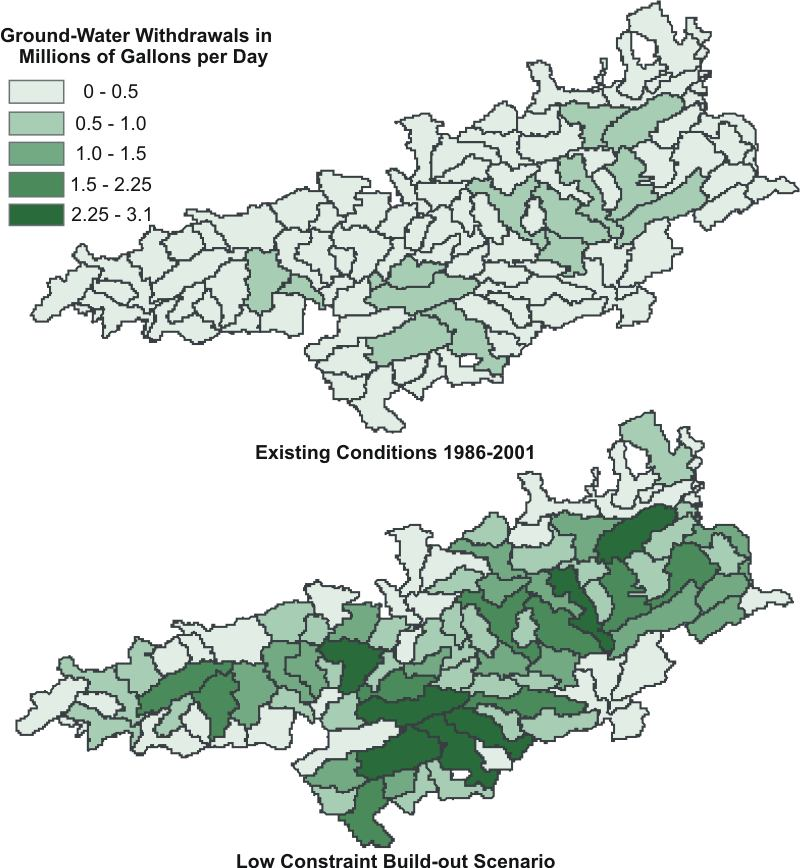 Ground-Water Withdrawals in
Millions of Gallons per Day
0 - 0.5
0.5 - 1.0
1.0 - 1.5
1.5 - 2.25
2.25 - 3.1
Existing Conditions 1986-2001
Low Constraint Build-out Scenario